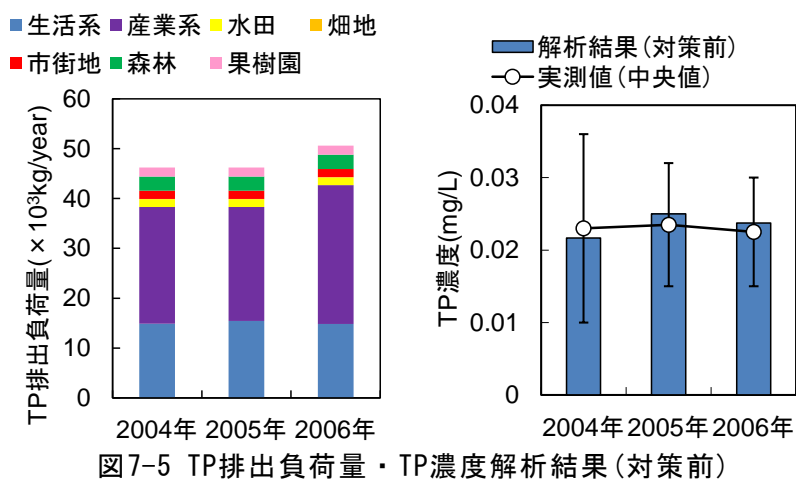 生活系 産業系 水田 畑地
市街地 森林 果樹園
TP排出負荷量(×10³kg/year)
60
50
40
30
20
10
0
2004年 2005年 2006年
解析結果(対策前)
実測値(中央値)
TP濃度(mg/L)
0.04
0.03
0.02
0.01
0
2004年 2005年 2006年
図7-5 TP排出負荷量・TP濃度解析結果(対策前)